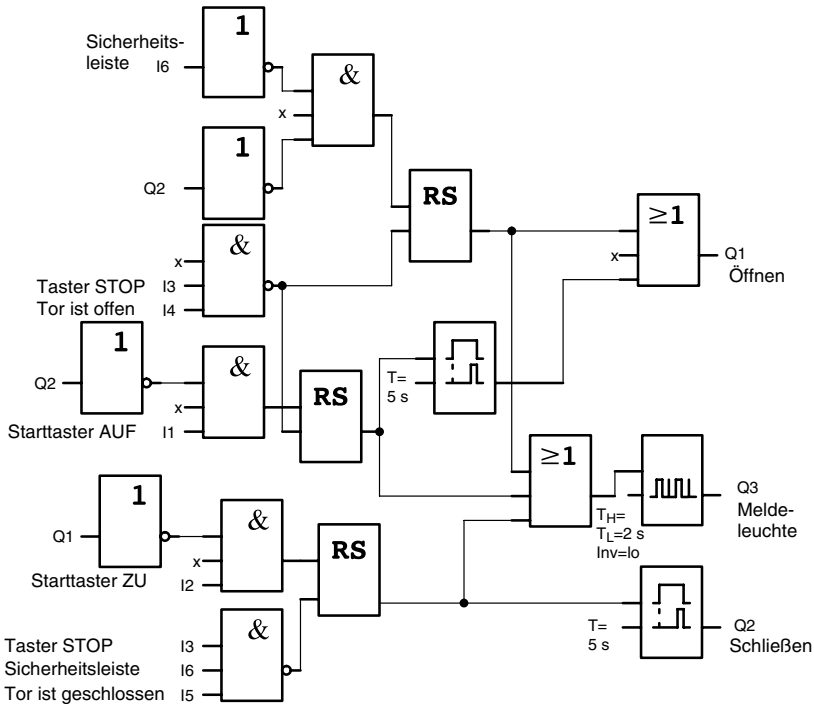 1
Sicherheits-
leiste I6
&
x
1
Q2
RS
≥1
&
x
x
Q1
Öffnen
Taster STOP I3
Tor ist offen I4
1
&
Q2
RS
T=
5 s
x
Starttaster AUF I1
≥1
1
&
Q3
Melde-
leuchte
TH=
TL=2 s
Inv=lo
Q1
RS
x
Starttaster ZU I2
&
T=
5 s
Q2
Schließen
Taster STOP I3
Sicherheitsleiste I6
Tor ist geschlossen I5